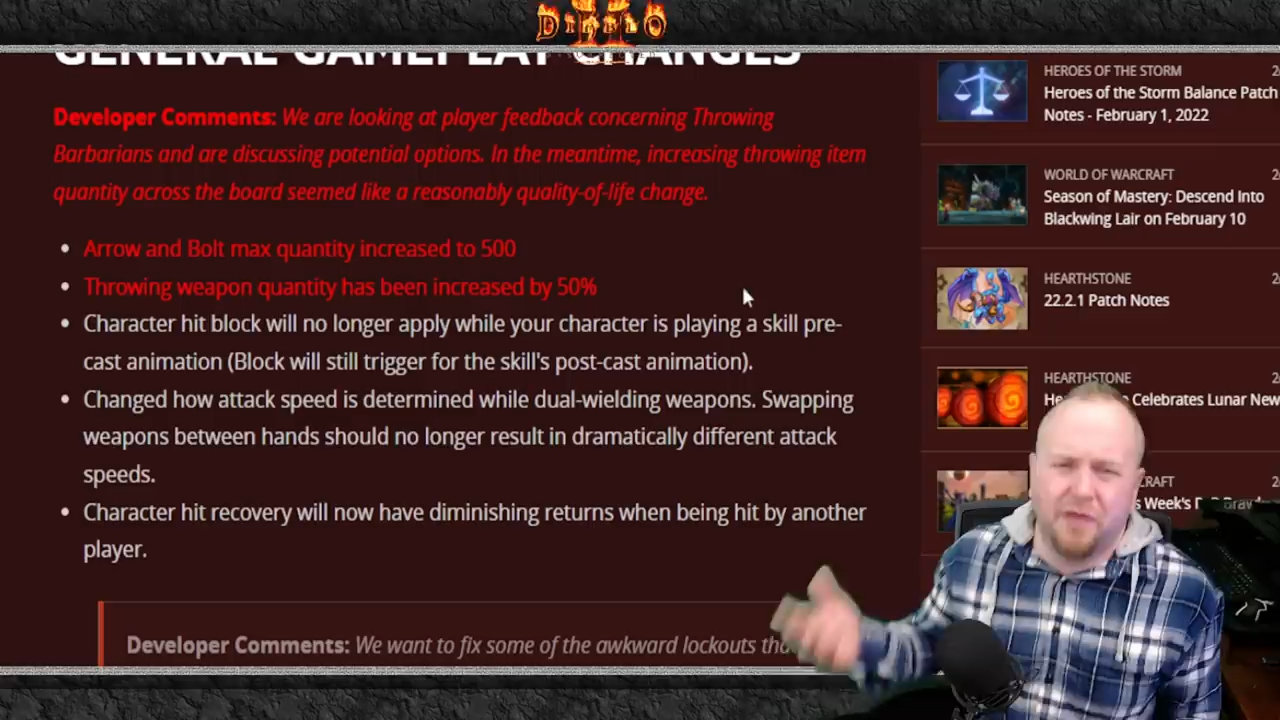 DIABLO
II
GENERAL GAMEPLAY CHANGES
Developer Comments: We are looking at player feedback concerning Throwing
Barbarians and are discussing potential options. In the meantime, increasing throwing item
quantity across the board seemed like a reasonably quality-of-life change.
• Arrow and Bolt max quantity increased to 500
• Throwing weapon quantity has been increased by 50%
• Character hit block will no longer apply while your character is playing a skill pre-
cast animation (Block will still trigger for the skill's post-cast animation).
• Changed how attack speed is determined while dual-wielding weapons. Swapping
weapons between hands should no longer result in dramatically different attack
speeds.
• Character hit recovery will now have diminishing returns when being hit by another
player.
Developer Comments: We want to fix some of the awkward lockouts
HEROES OF THE STORM
Heroes of the Storm Balance Patch
Notes - February 1, 2022
WORLD OF WARCRAFT
Season of Mastery: Descend Into
Blackwing Lair on February 10
HEARTHSTONE
22.2.1 Patch Notes
HEARTHSTONE
Celebrates Lunar New
Week's